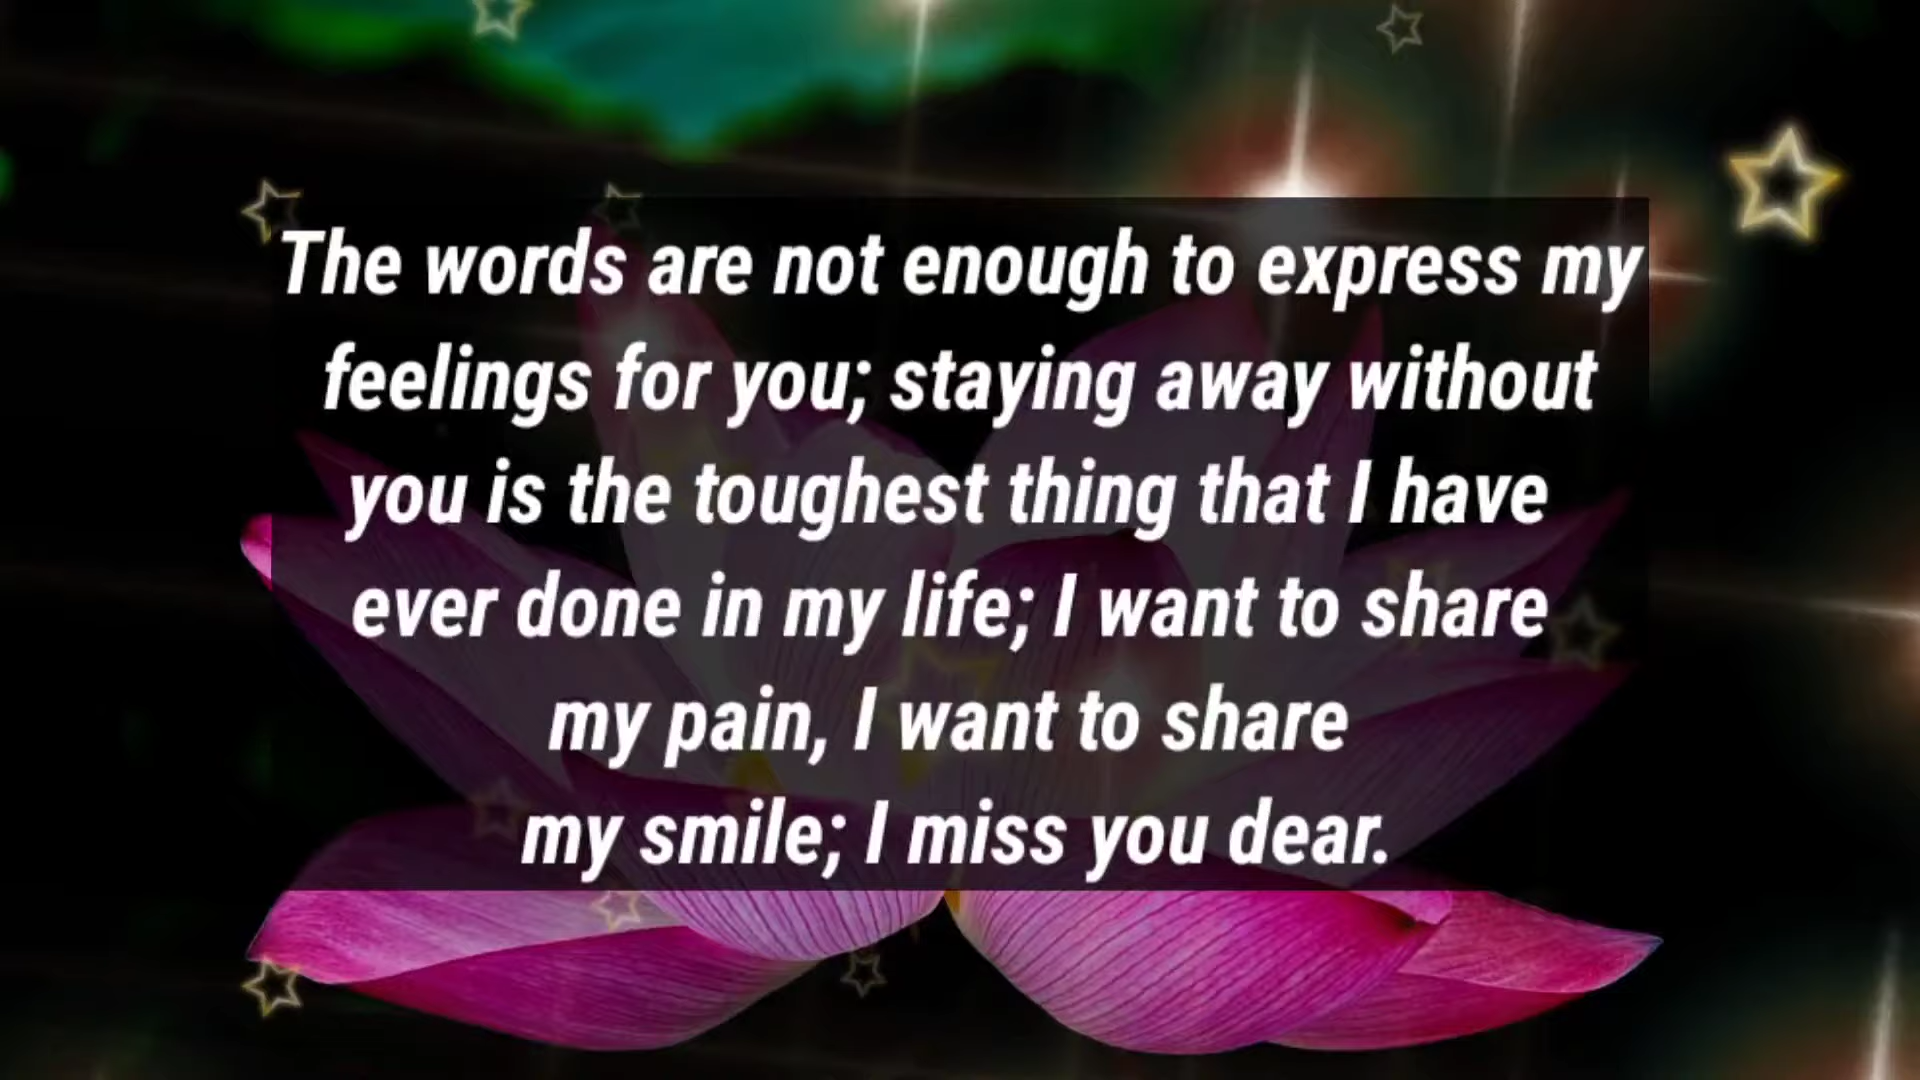 The words are not enough to express my
feelings for you; staying away without
you is the toughest thing that I have
ever done in my life; I want to share
my pain, I want to share
my smile; I miss you dear.